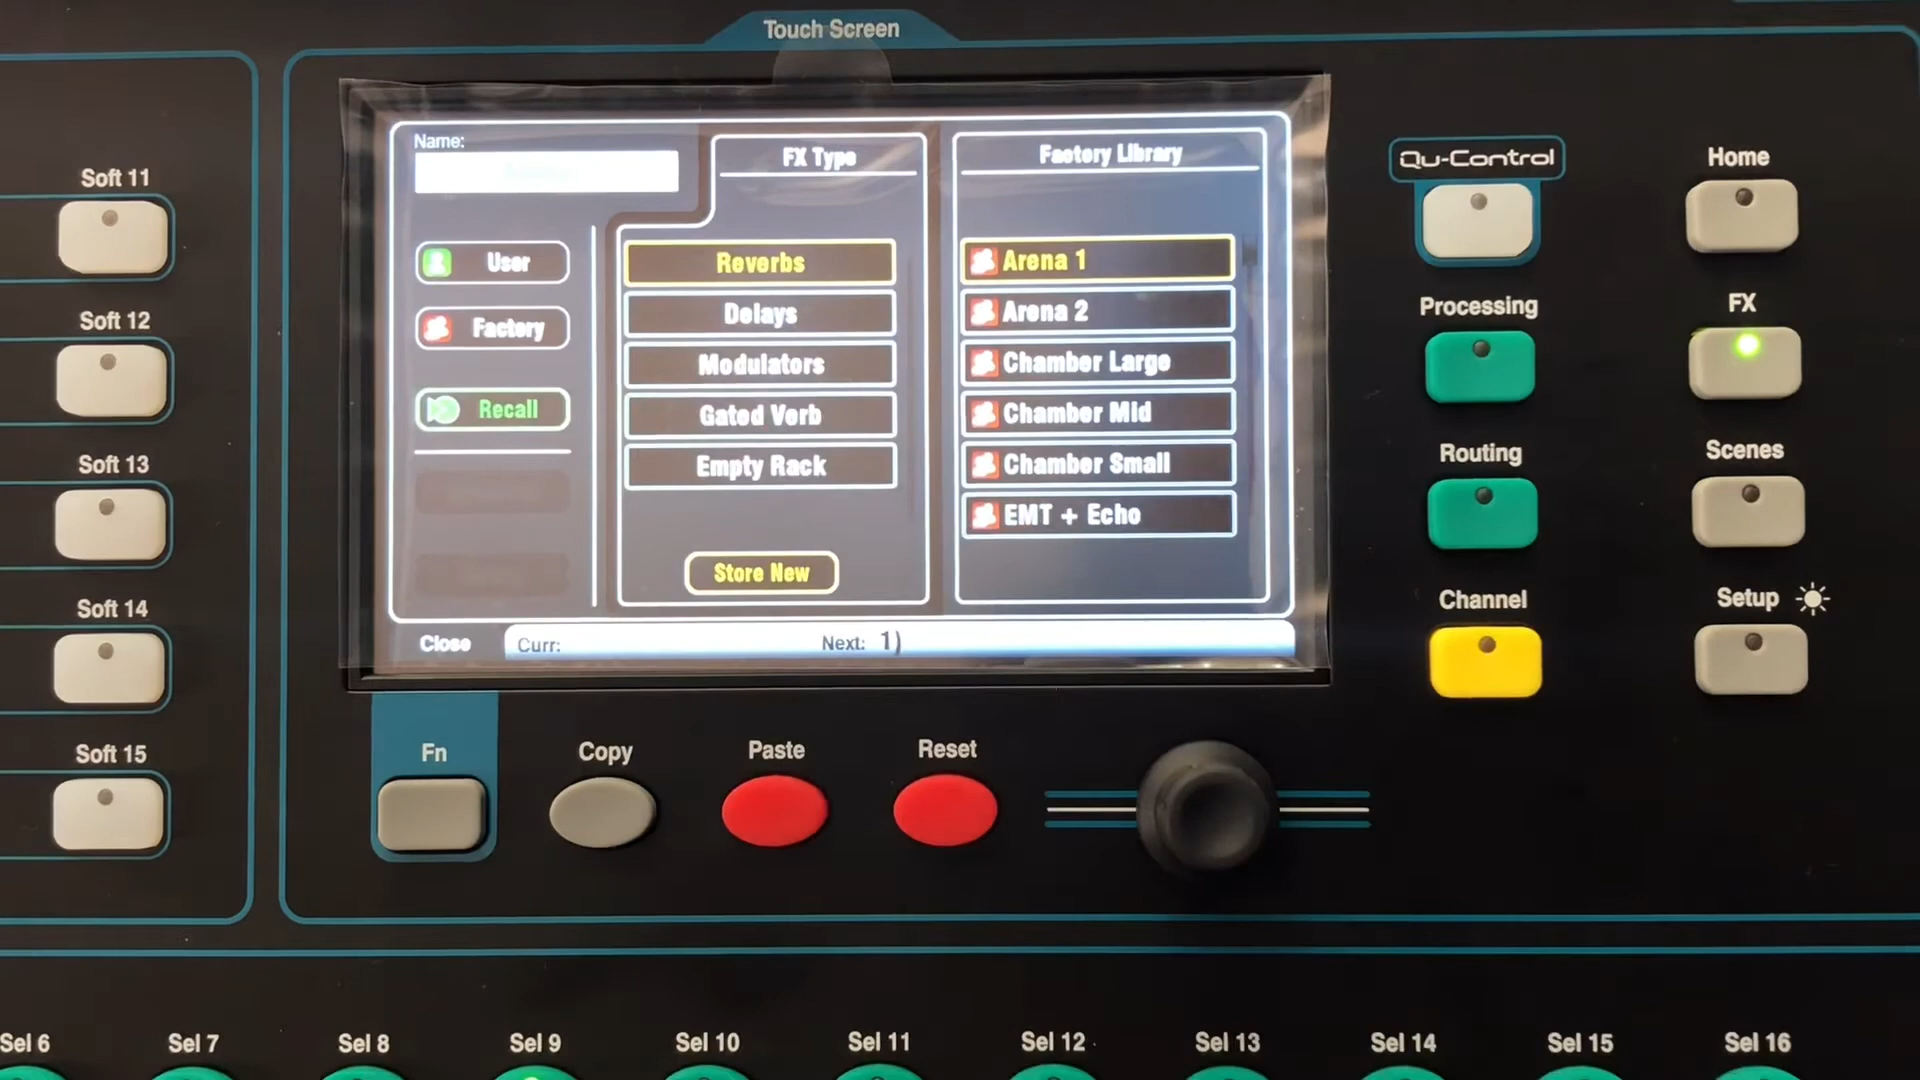 Touch Screen
Soft 11
Soft 12
Soft 13
Soft 14
Soft 15
Name:
User
Factory
Recall
FX Type
Reverbs
Delays
Modulators
Gated Verb
Empty Rack
Store New
Factory Library
Arena 1
Arena 2
Chamber Large
Chamber Mid
Chamber Small
EMT + Echo
Close
Curr:
Next: 1)
Qu-Control
Home
Processing
FX
Routing
Scenes
Channel
Setup
Fn
Copy
Paste
Reset
Sel 6
Sel 7
Sel 8
Sel 9
Sel 10
Sel 11
Sel 12
Sel 13
Sel 14
Sel 15
Sel 16